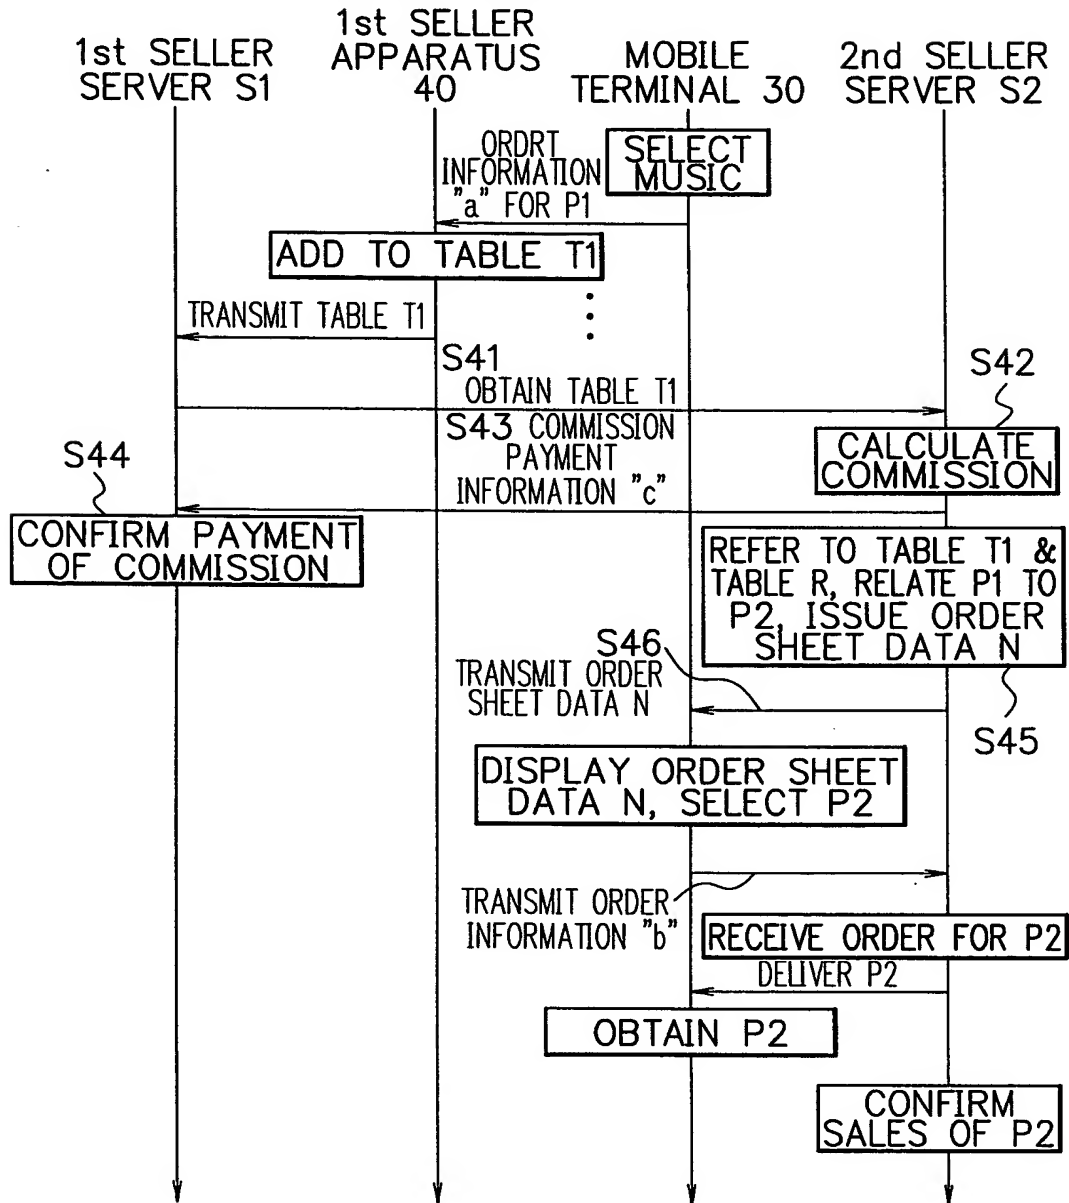 1st SELLER
SERVER S1
1st SELLER
APPARATUS
40
MOBILE
TERMINAL 30
2nd SELLER
SERVER S2
SELECT
MUSIC
ORDRT
INFORMATION
"a" FOR P1
ADD TO TABLE T1
TRANSMIT TABLE T1
S41
OBTAIN TABLE T1
S42
CALCULATE
COMMISSION
S43 COMMISSION
PAYMENT
INFORMATION "c"
S44
CONFIRM PAYMENT
OF COMMISSION
REFER TO TABLE T1 &
TABLE R, RELATE P1 TO
P2, ISSUE ORDER
SHEET DATA N
S45
S46
TRANSMIT ORDER
SHEET DATA N
DISPLAY ORDER SHEET
DATA N, SELECT P2
TRANSMIT ORDER
INFORMATION "b"
RECEIVE ORDER FOR P2
DELIVER P2
OBTAIN P2
CONFIRM
SALES OF P2